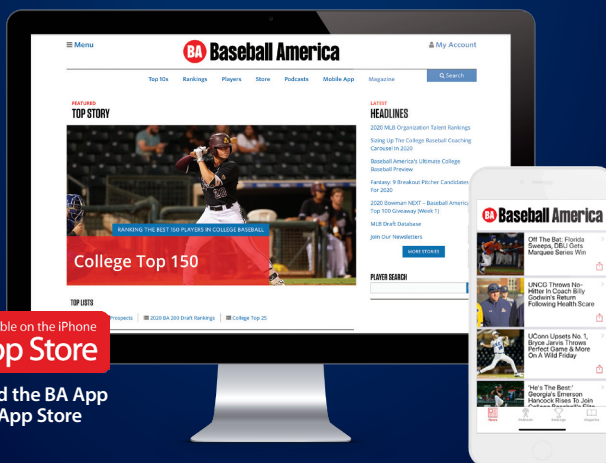 Menu
BA Baseball America
My Account
Top 10s Rankings Players Store Podcasts Mobile App Magazine
Search
FEATURED
TOP STORY
RANKING THE BEST 150 PLAYERS IN COLLEGE BASEBALL
College Top 150
TOP LISTS
Prospects
2020 BA 200 Draft Rankings
College Top 25
LATEST
HEADLINES
2020 MLB Organization Talent Rankings
Sizing Up The College Baseball Coaching
Carousel In 2020
Baseball America's Ultimate College
Baseball Preview
Fantasy: 9 Breakout Pitcher Candidates
For 2020
2020 Bowman NEXT – Baseball America
Top 100 Giveaway (Week 1)
MLB Draft Database
Join Our Newsletters
MORE STORIES
PLAYER SEARCH
BA Baseball America
Off The Bat: Florida
Sweeps, DBU Gets
Marquee Series Win
UNCG Throws No-
Hitter In Coach Billy
Godwin's Return
Following Health Scare
UConn Upsets No. 1,
Bryce Jarvis Throws
Perfect Game & More
On A Wild Friday
'He's The Best:'
Georgia's Emerson
Hancock Rises To Join
College Baseball's Elite
News Podcasts Magazine
ble on the iPhone
pp Store
d the BA App
App Store